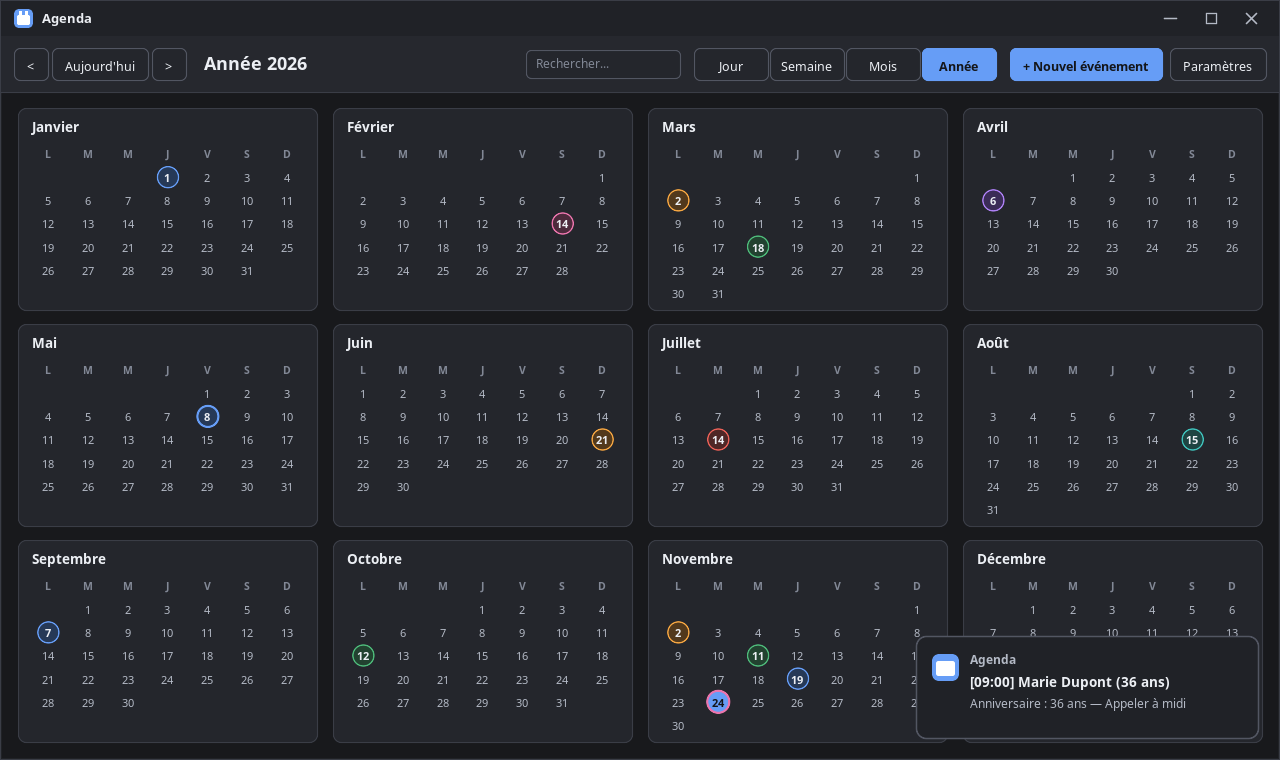 Agenda
< Aujourd'hui > Année 2026 Rechercher... Jour Semaine Mois Année + Nouvel événement Paramètres
Janvier
L M M J V S D
1 2 3 4
5 6 7 8 9 10 11
12 13 14 15 16 17 18
19 20 21 22 23 24 25
26 27 28 29 30 31
Février
L M M J V S D
1
2 3 4 5 6 7 8
9 10 11 12 13 14 15
16 17 18 19 20 21 22
23 24 25 26 27 28
Mars
L M M J V S D
1
2 3 4 5 6 7 8
9 10 11 12 13 14 15
16 17 18 19 20 21 22
23 24 25 26 27 28 29
30 31
Avril
L M M J V S D
1 2 3 4 5
6 7 8 9 10 11 12
13 14 15 16 17 18 19
20 21 22 23 24 25 26
27 28 29 30
Mai
L M M J V S D
1 2 3
4 5 6 7 8 9 10
11 12 13 14 15 16 17
18 19 20 21 22 23 24
25 26 27 28 29 30 31
Juin
L M M J V S D
1 2 3 4 5 6 7
8 9 10 11 12 13 14
15 16 17 18 19 20 21
22 23 24 25 26 27 28
29 30
Juillet
L M M J V S D
1 2 3 4 5
6 7 8 9 10 11 12
13 14 15 16 17 18 19
20 21 22 23 24 25 26
27 28 29 30 31
Août
L M M J V S D
1 2
3 4 5 6 7 8 9
10 11 12 13 14 15 16
17 18 19 20 21 22 23
24 25 26 27 28 29 30
31
Septembre
L M M J V S D
1 2 3 4 5 6
7 8 9 10 11 12 13
14 15 16 17 18 19 20
21 22 23 24 25 26 27
28 29 30
Octobre
L M M J V S D
1 2 3 4
5 6 7 8 9 10 11
12 13 14 15 16 17 18
19 20 21 22 23 24 25
26 27 28 29 30 31
Novembre
L M M J V S D
1
2 3 4 5 6 7 8
9 10 11 12 13 14
16 17 18 19 20 21
23 24 25 26 27 28
30
Décembre
L M M J V S D
1 2 3 4 5 6
7 8 9 10 11 12 13
Agenda
[09:00] Marie Dupont (36 ans)
Anniversaire : 36 ans — Appeler à midi